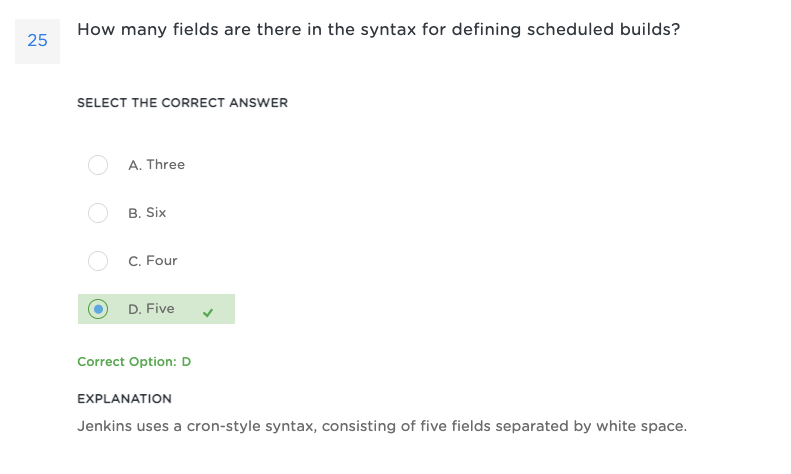 25
How many fields are there in the syntax for defining scheduled builds?
SELECT THE CORRECT ANSWER
A. Three
B. Six
C. Four
D. Five
Correct Option: D
EXPLANATION
Jenkins uses a cron-style syntax, consisting of five fields separated by white space.